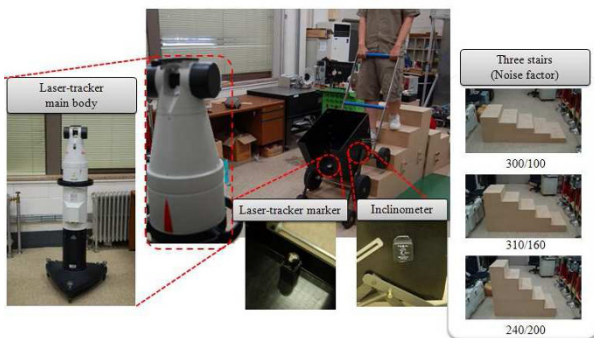 Laser-tracker
main body
Laser-tracker marker
Inclinometer
Three stairs
(Noise factor)
300/100
310/160
240/200